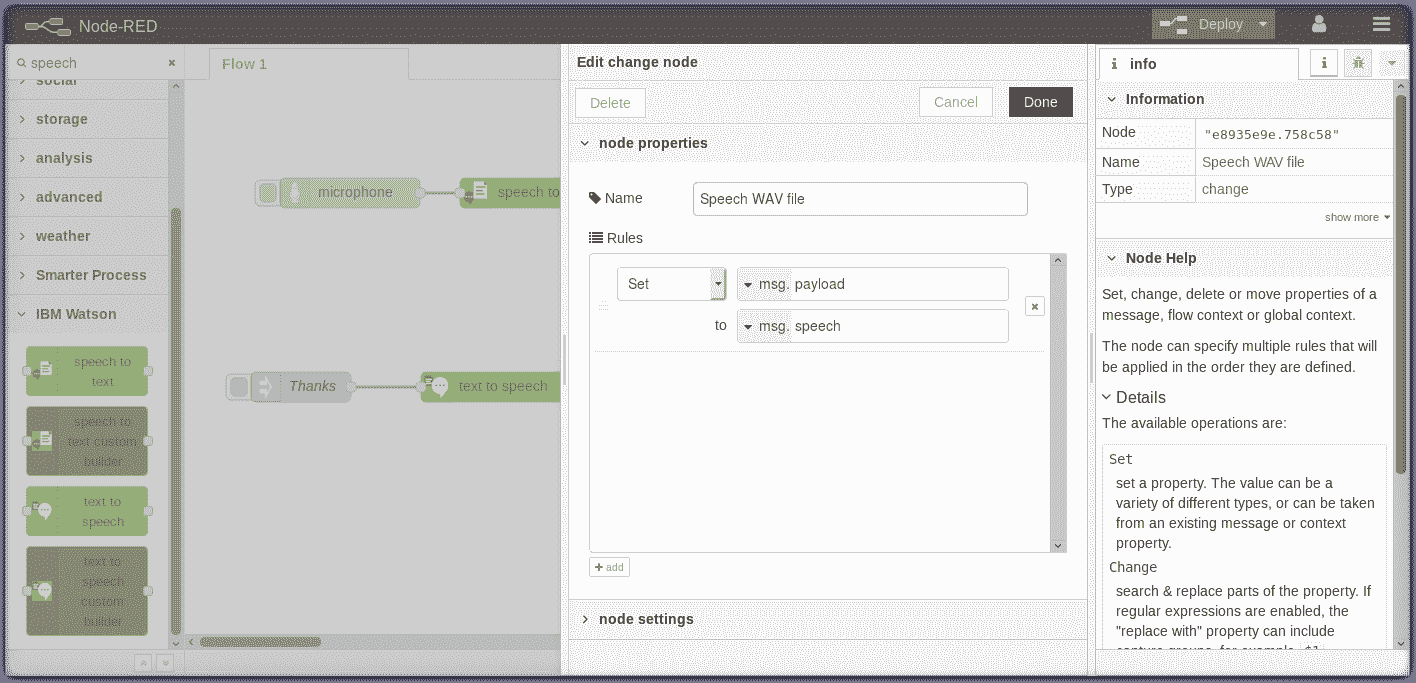 Node-RED
Deploy
speech
Flow 1
social
storage
analysis
advanced
weather
Smarter Process
IBM Watson
speech to
text
speech to
text custom
builder
text to
speech
text to
speech
custom
builder
microphone
speech to
Thanks
text to speech
Edit change node
Delete
Cancel
Done
node properties
Name
Speech WAV file
Rules
Set
msg. payload
to
msg. speech
add
node settings
info
Information
Node "e8935e9e.758c58"
Name Speech WAV file
Type change
show more
Node Help
Set, change, delete or move properties of a
message, flow context or global context.
The node can specify multiple rules that will
be applied in the order they are defined.
Details
The available operations are:
Set
set a property. The value can be a
variety of different types, or can be taken
from an existing message or context
property.
Change
search & replace parts of the property. If
regular expressions are enabled, the
"replace with" property can include
capture groups, for example, $1